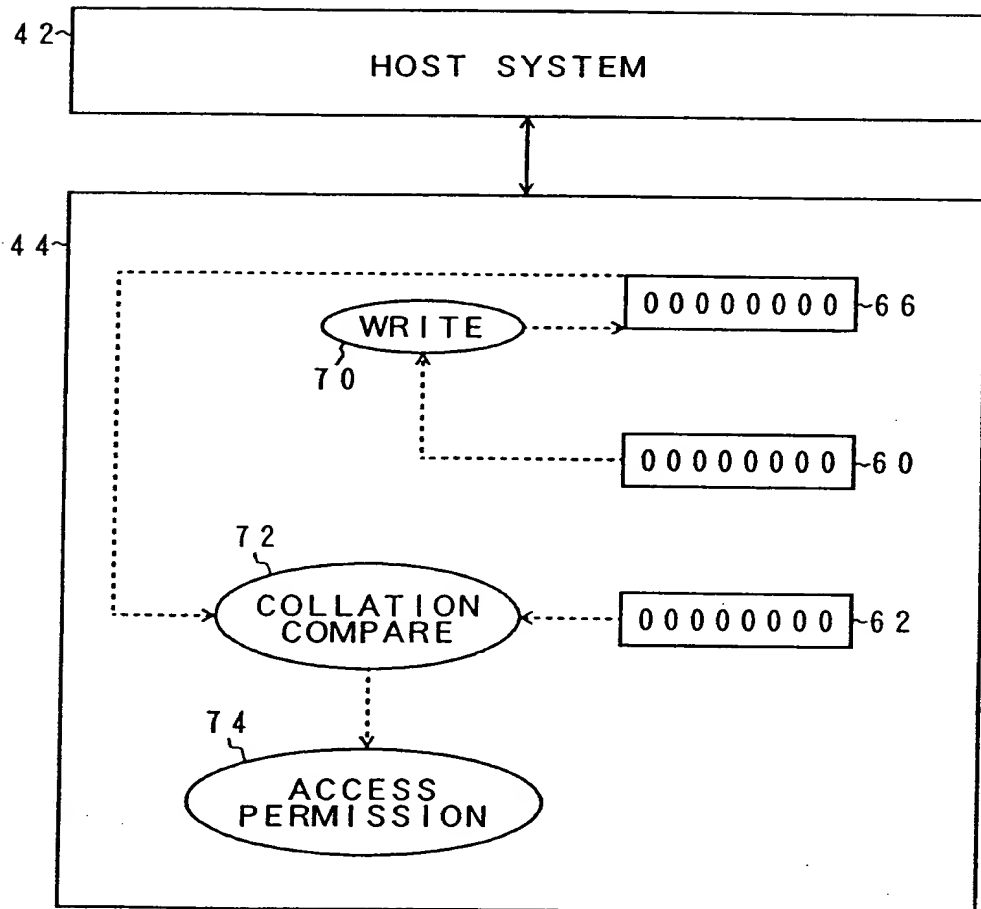 42
HOST SYSTEM
44
00000000
66
WRITE
70
00000000
60
72
COLLATION
COMPARE
00000000
62
74
ACCESS
PERMISSION